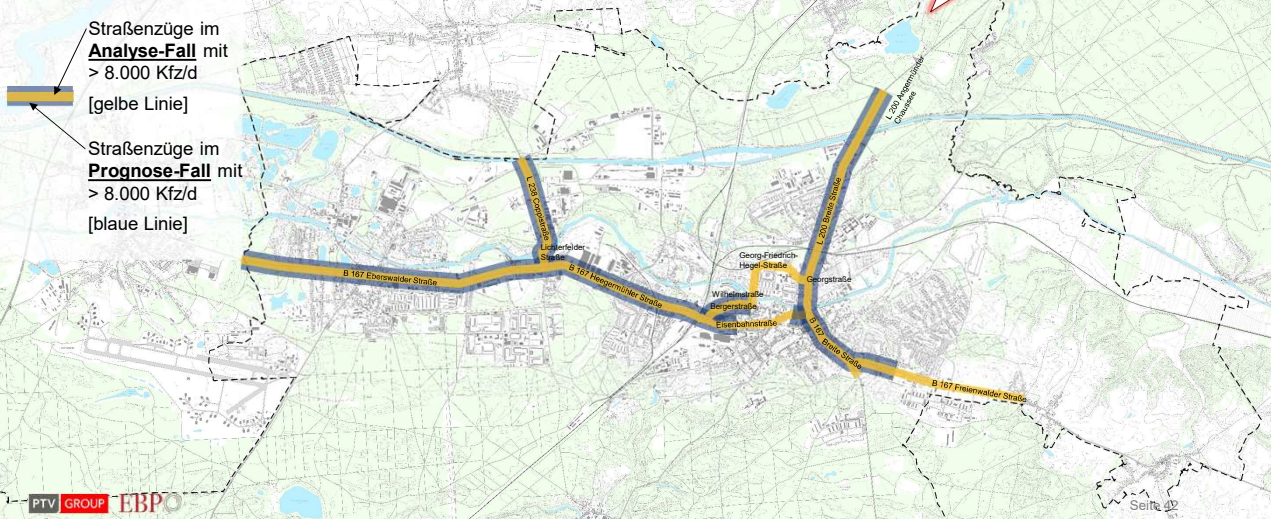 Straßenzüge im
Analyse-Fall mit
> 8.000 Kfz/d
[gelbe Linie]
Straßenzüge im
Prognose-Fall mit
> 8.000 Kfz/d
[blaue Linie]
L 200 Angermünder
Chaussee
L 238 Coppistraße
L 200 Breite Straße
Lichterfelder
Straße
Georg-Friedrich-
Hegel-Straße
B 167 Eberswalder Straße
B 167 Heegermühler Straße
Georgstraße
Wilhelmstraße
Bergerstraße
Eisenbahnstraße
B 167 Breite Straße
B 167 Freienwalder Straße
PTV GROUP EBP
Seite 42